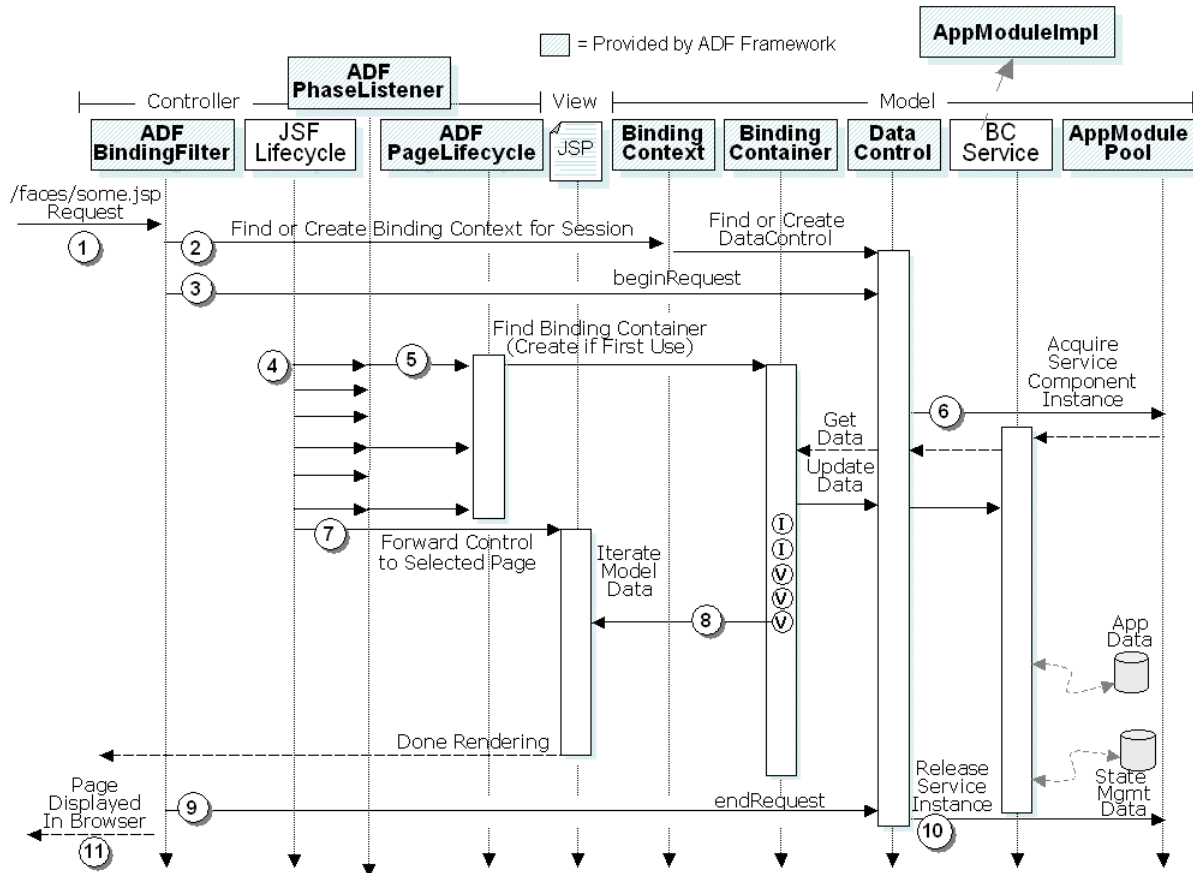 = Provided by ADF Framework
AppModuleImpl
ADF
PhaseListener
Controller
View
Model
ADF
BindingFilter
JSF
Lifecycle
ADF
PageLifecycle
JSP
Binding
Context
Binding
Container
Data
Control
BC
Service
AppModule
Pool
/faces/some.jsp
Request
1
2
Find or Create Binding Context for Session
Find or Create
DataControl
3
beginRequest
4
5
Find Binding Container
(Create if First Use)
Acquire
Service
Component
Instance
6
Get
Data
Update
Data
7
Forward Control
to Selected Page
Iterate
Model
Data
I
I
V
V
V
8
App
Data
Done Rendering
Page
Displayed
In Browser
9
endRequest
Release
Service
Instance
State
Mgmt
Data
10
11